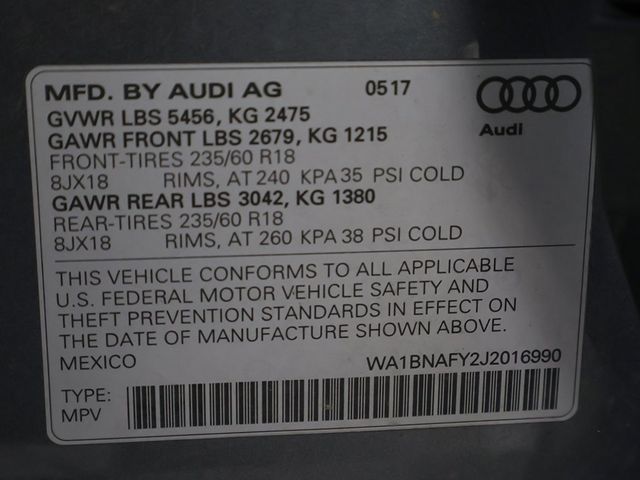 MFD. BY AUDI AG 0517
Audi
GVWR LBS 5456, KG 2475
GAWR FRONT LBS 2679, KG 1215
FRONT-TIRES 235/60 R18
8JX18 RIMS, AT 240 KPA 35 PSI COLD
GAWR REAR LBS 3042, KG 1380
REAR-TIRES 235/60 R18
8JX18 RIMS, AT 260 KPA 38 PSI COLD
THIS VEHICLE CONFORMS TO ALL APPLICABLE
U.S. FEDERAL MOTOR VEHICLE SAFETY AND
THEFT PREVENTION STANDARDS IN EFFECT ON
THE DATE OF MANUFACTURE SHOWN ABOVE.
MEXICO WA1BNAFY2J2016990
TYPE:
MPV